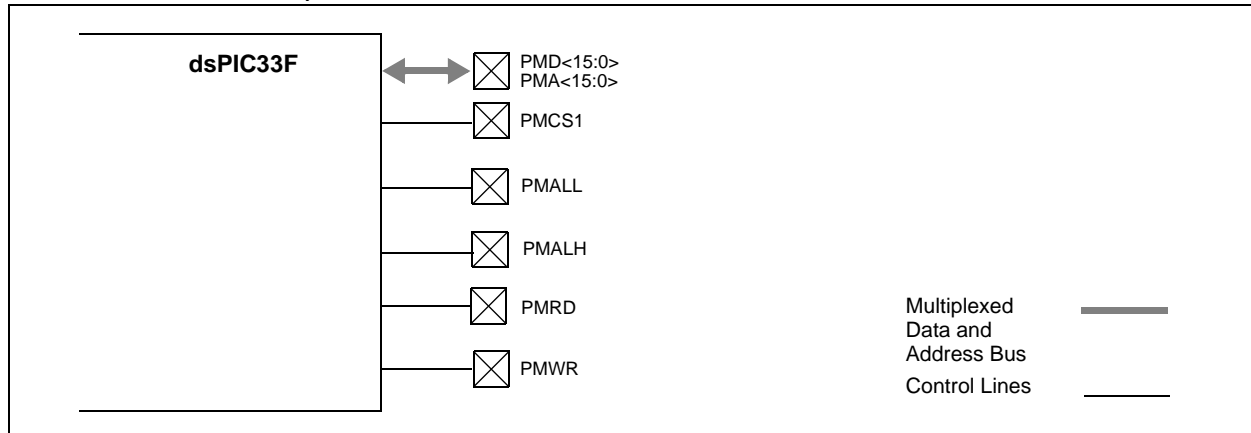 dsPIC33F
PMD<15:0>
PMA<15:0>
PMCS1
PMALL
PMALH
PMRD
PMWR
Multiplexed
Data and
Address Bus
Control Lines